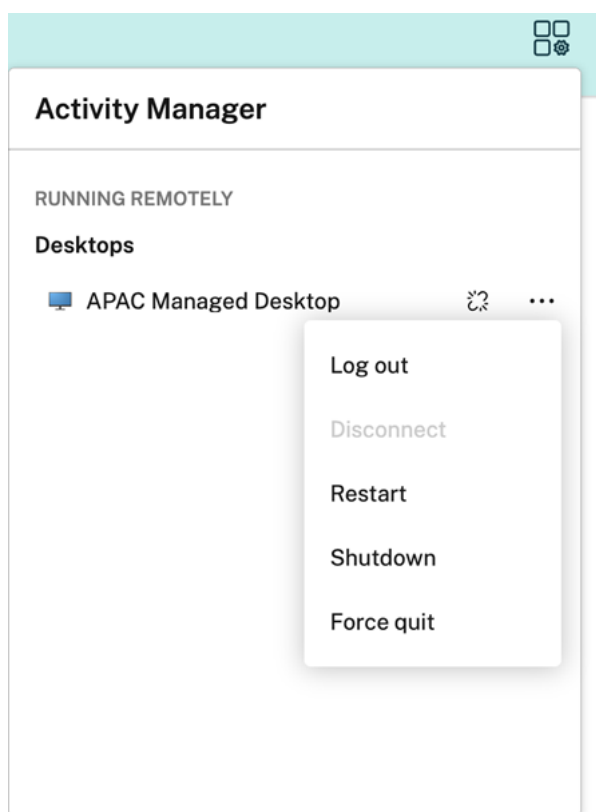 Activity Manager
RUNNING REMOTELY
Desktops
APAC Managed Desktop
Log out
Disconnect
Restart
Shutdown
Force quit